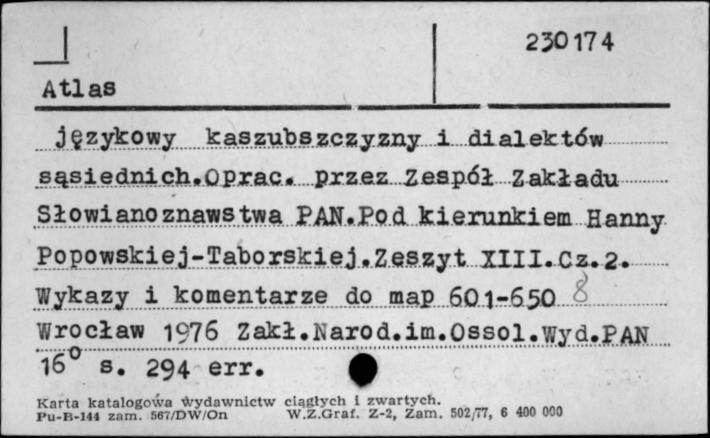 230174
Atlas
językowy kaszubszczyzny i dialektów
sąsiednich.Oprac. przez Zespół Zakładu
Słowianoznawstwa PAN.Pod kierunkiem Hanny
Popowskiej-Taborskiej.Zeszyt XIII.Cz.2.
Wykazy i komentarze do map 601-650 8
Wrocław 1976 Zakł.Narod.im.Ossol.Wyd.PAN
16° s. 294 err.
Karta katalogowa wydawnictw ciągłych i zwartych.
Pu-B-144 zam. 567/DW/On W.Z.Graf. Z-2, Zam. 502/77, 6 400 000